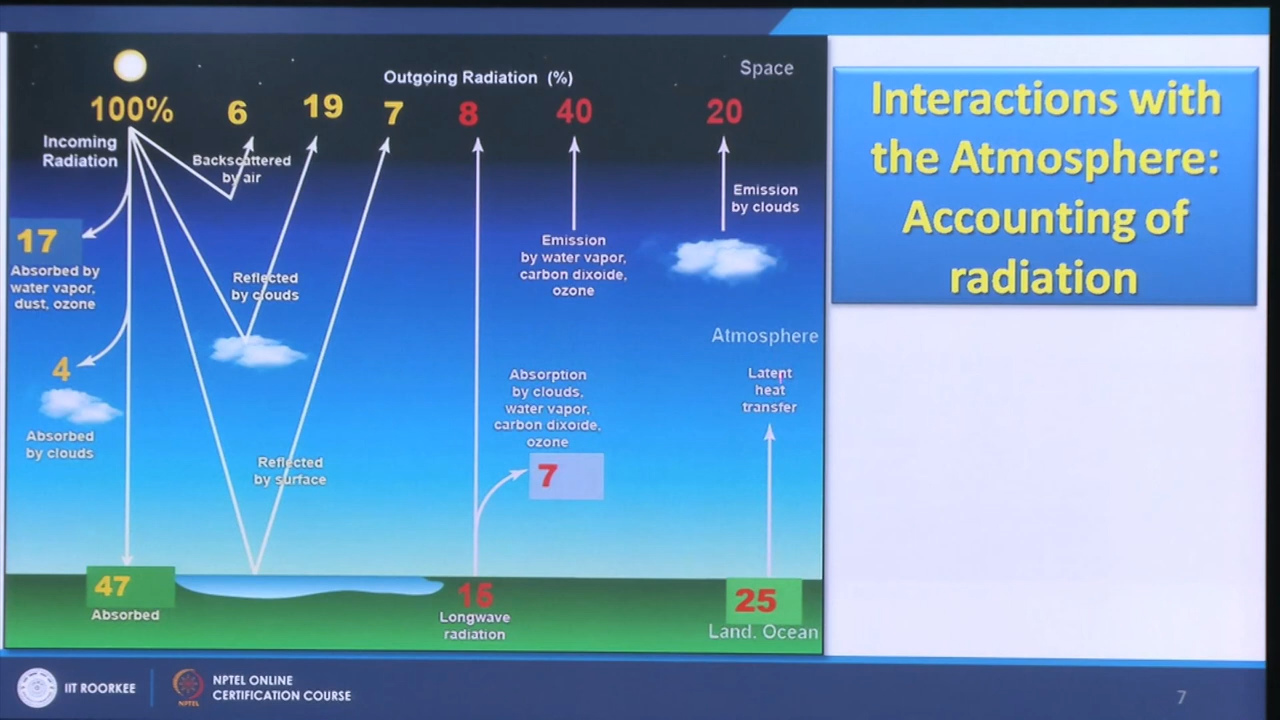 Interactions with
the Atmosphere:
Accounting of
radiation
Outgoing Radiation (%)
Space
100%
6
19
7
8
40
20
Incoming
Radiation
Backscattered
by air
Emission
by clouds
17
Absorbed by
water vapor,
dust, ozone
Reflected
by clouds
Emission
by water vapor,
carbon dixoide,
ozone
Atmosphere
4
Absorbed
by clouds
Absorption
by clouds,
water vapor,
carbon dixoide,
ozone
7
Latent
heat
transfer
Reflected
by surface
47
Absorbed
15
Longwave
radiation
25
Land. Ocean
IIT ROORKEE
NPTEL
NPTEL ONLINE
CERTIFICATION COURSE
7